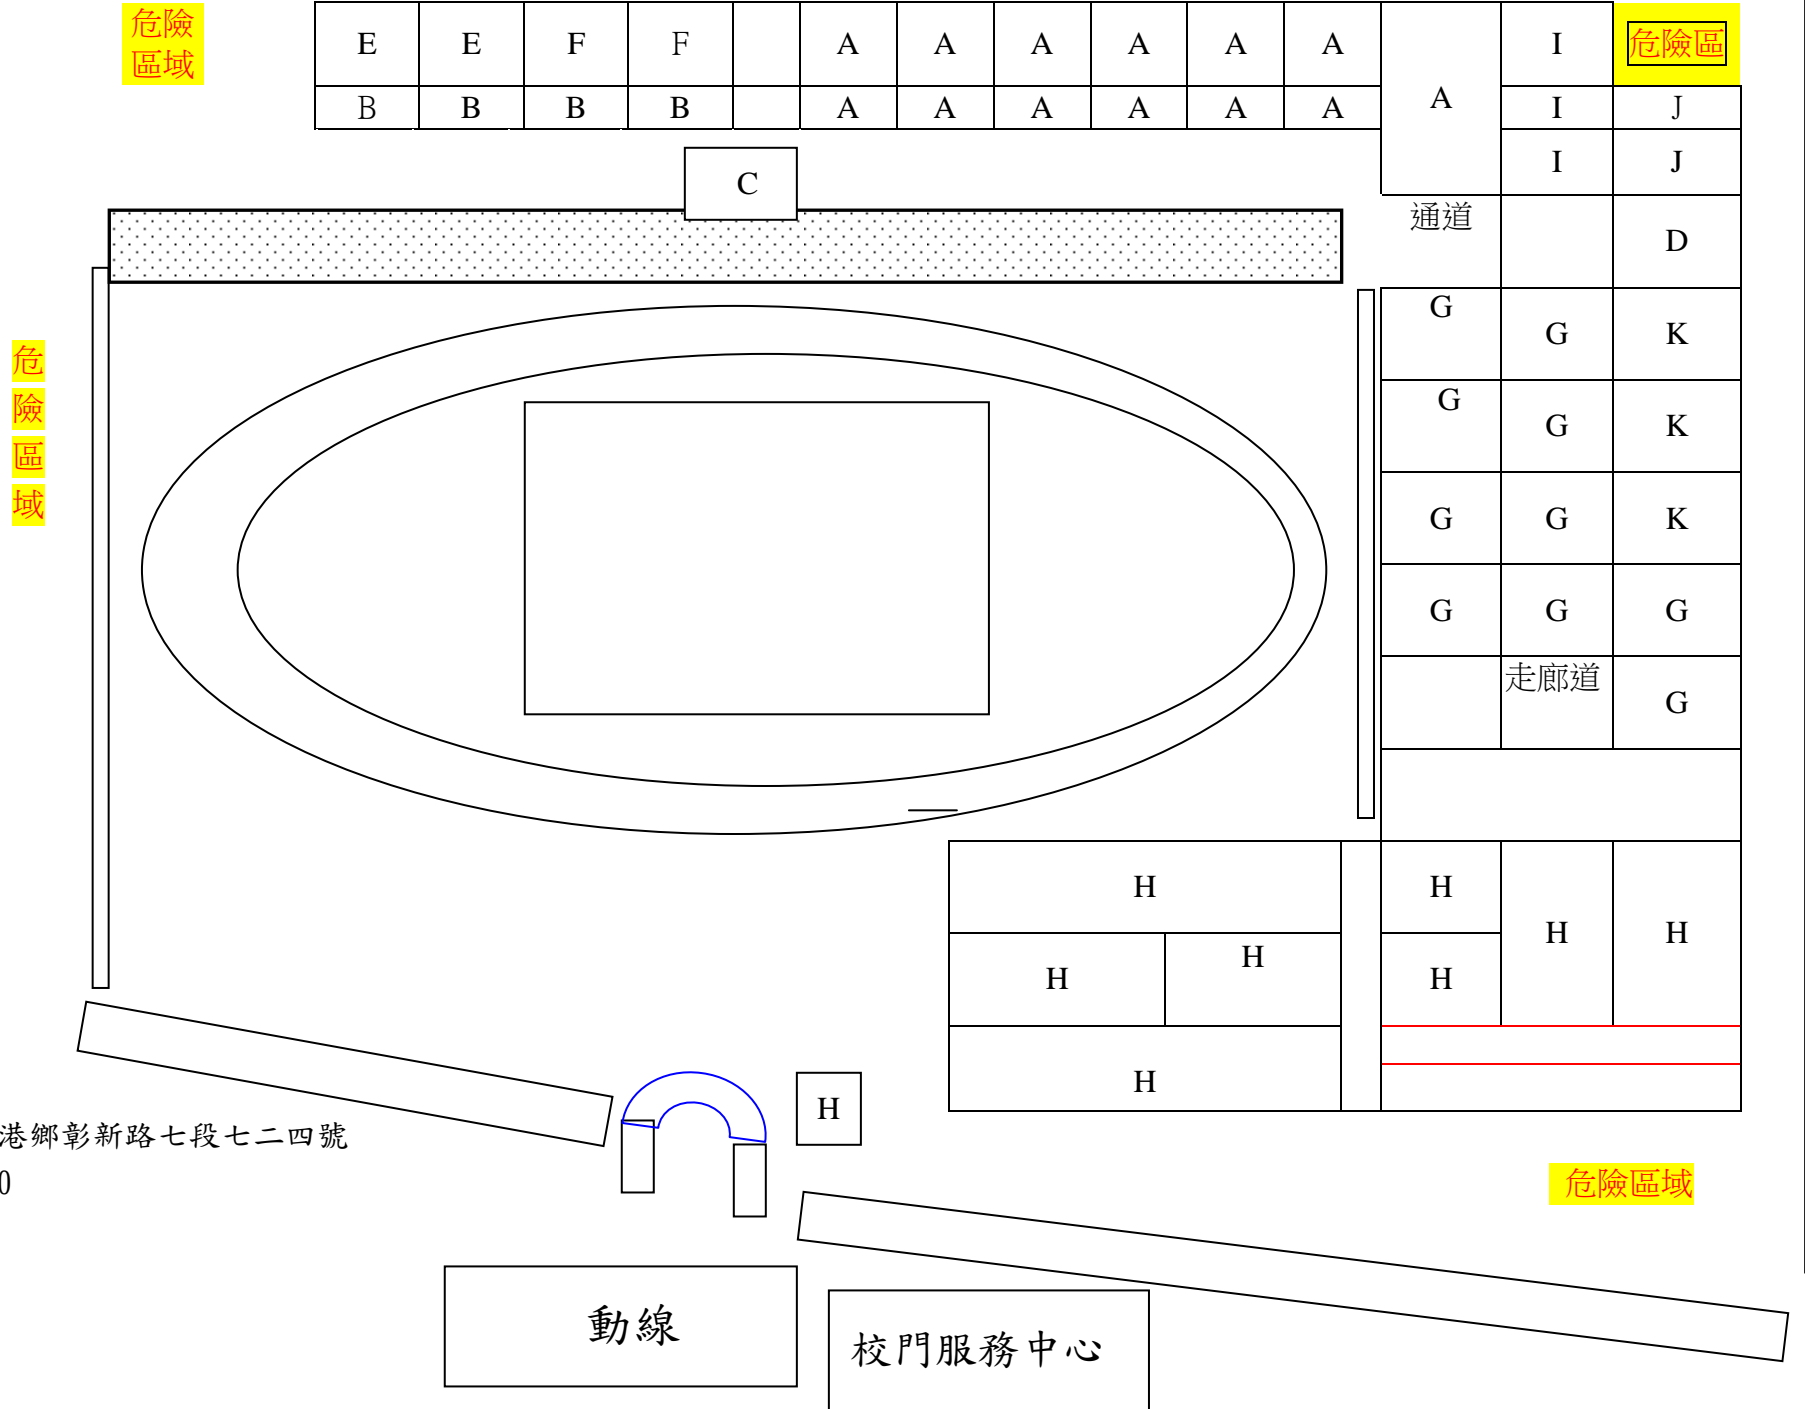 危險
區域
E E F F A A A A A A A I 危險區
B B B B A A A A A A I J
I J
C
通道 D
危
險
區
域
G G K
G G K
G G K
G G G
走廊道 G
H H H H
H H H
H
H
港鄉彰新路七段七二四號
0
危險區域
動線
校門服務中心